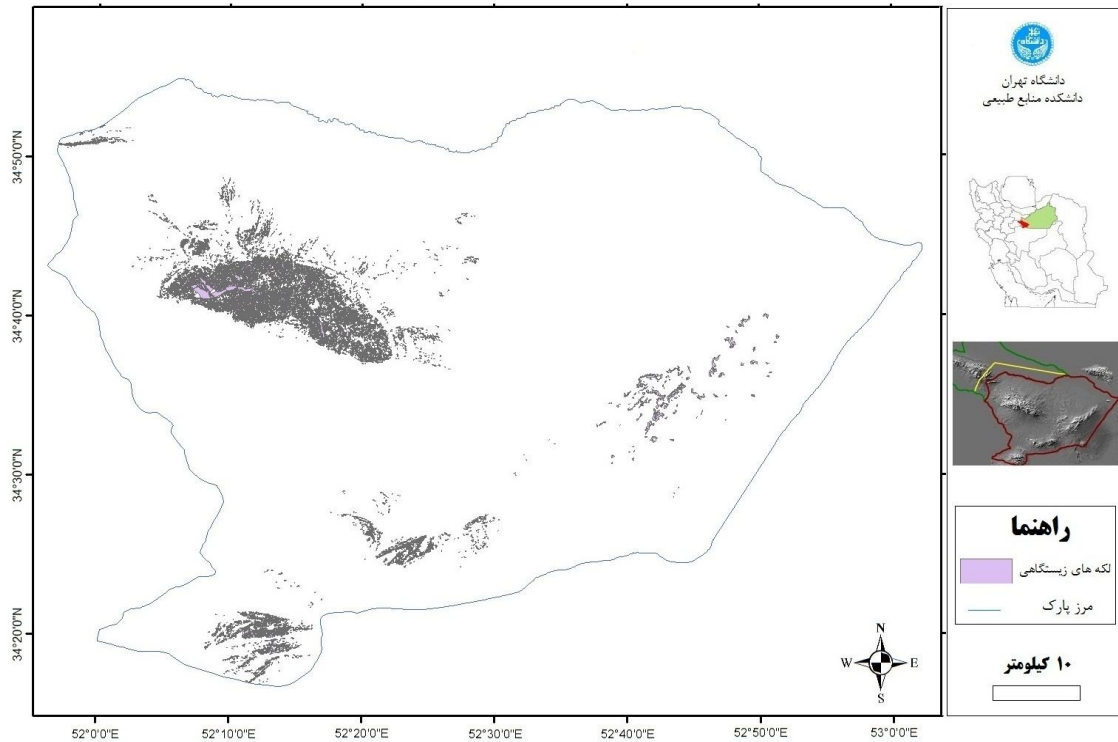 دانشگاه تهران
دانشکده منابع طبیعی
34°50'0"N
34°40'0"N
34°30'0"N
34°20'0"N
52°0'0"E
52°10'0"E
52°20'0"E
52°30'0"E
52°40'0"E
52°50'0"E
53°0'0"E
N
W
E
S
راهنما
لکه های زیستگاهی
مرز پارک
۱۰ کیلومتر